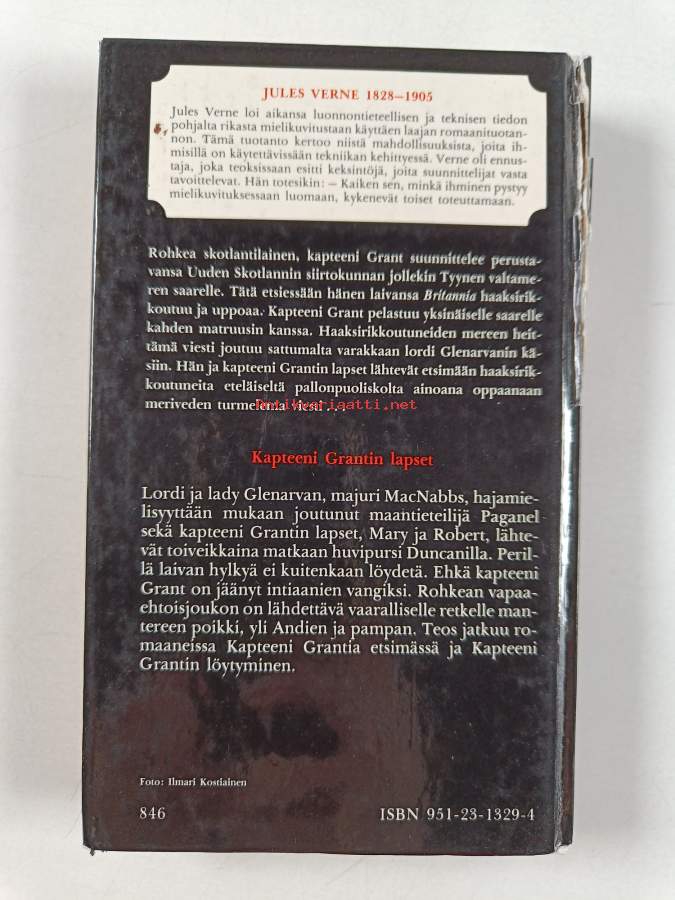 JULES VERNE 1828–1905
Jules Verne loi aikansa luonnontieteellisen ja teknisen tiedon
pohjalta rikasta mielikuvitustaan käyttäen laajan romaanituotan-
non. Tämä tuotanto kertoo niistä mahdollisuuksista, joita ih-
misillä on käytettävissään tekniikan kehittyessä. Verne oli ennus-
taja, joka teoksissaan esitti keksintöjä, joita suunnittelijat vasta
tavoittelevat. Hän totesikin: – Kaiken sen, minkä ihminen pystyy
mielikuvituksessaan luomaan, kykenevät toiset toteuttamaan.
Rohkea skotlantilainen, kapteeni Grant suunnittelee perusta-
vansa Uuden Skotlannin siirtokunnan jollekin Tyynen valtame-
ren saarelle. Tätä etsiessään hänen laivansa Britannia haaksirik-
koutuu ja uppoaa. Kapteeni Grant pelastuu yksinäiselle saarelle
kahden matruusin kanssa. Haaksirikkoutuneiden mereen heit-
tämä viesti joutuu sattumalta varakkaan lordi Glenarvanin kä-
siin. Hän ja kapteeni Grantin lapset lähtevät etsimään haaksirik-
koutuneita eteläiseltä pallonpuoliskolta ainoana oppaanaan
meriveden turmelema viesti . . .
Antikvariaatti.net
Kapteeni Grantin lapset
Lordi ja lady Glenarvan, majuri MacNabbs, hajamie-
lisyyttään mukaan joutunut maantieteilijä Paganel
sekä kapteeni Grantin lapset, Mary ja Robert, lähte-
vät toiveikkaina matkaan huvipursi Duncanilla. Peril-
lä laivan hylkyä ei kuitenkaan löydetä. Ehkä kapteeni
Grant on jäänyt intiaanien vangiksi. Rohkean vapaa-
ehtoisjoukon on lähdettävä vaaralliselle retkelle man-
tereen poikki, yli Andien ja pampan. Teos jatkuu ro-
maaneissa Kapteeni Grantia etsimässä ja Kapteeni
Grantin löytyminen.
Foto: Ilmari Kostiainen
846 ISBN 951-23-1329-4